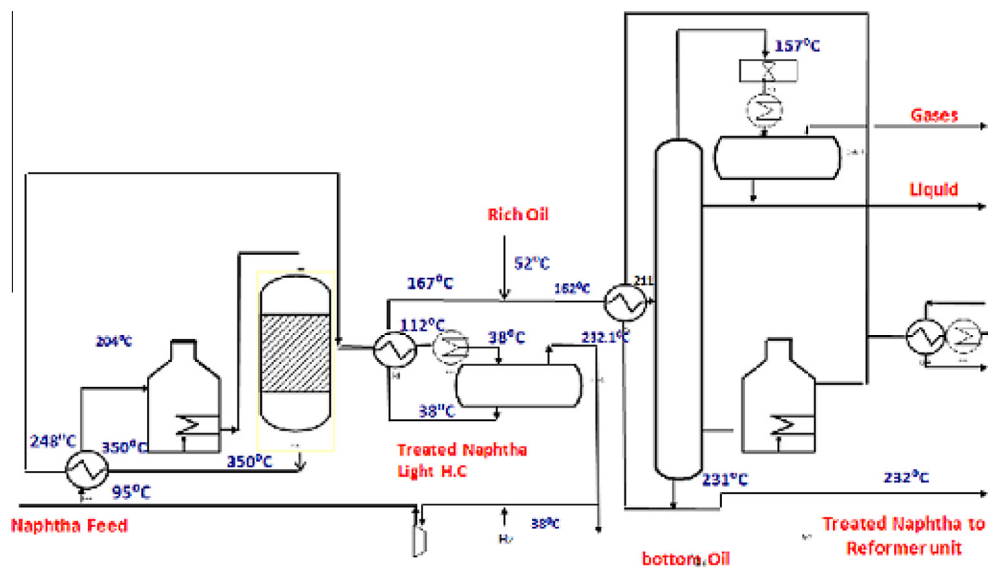 157°C
Gases
Liquid
Rich Oil
52°C
167°C
162°C
211
112°C
38°C
232.1°C
204°C
38°C
248°C
350°C
350°C
Treated Naphtha
Light H.C
95°C
231°C
232°C
Naphtha Feed
H₂
38°C
Treated Naphtha to
Reformer unit
bottom Oil